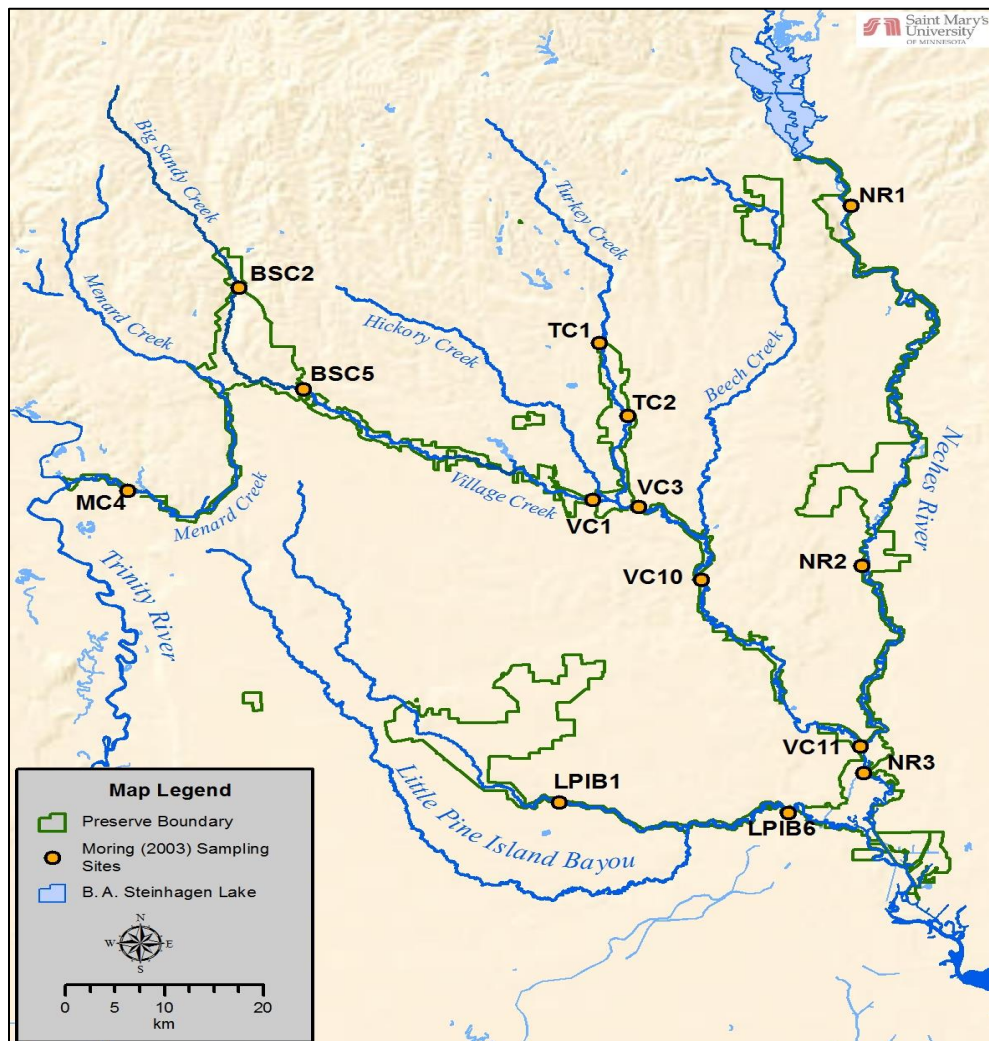 Saint Mary's
University
OF MINNESOTA
Big Sandy Creek
Turkey Creek
NR1
Menard Creek
BSC2
Hickory Creek
TC1
Beech Creek
BSC5
TC2
Neches River
MC4
Menard Creek
Village Creek
VC1
VC3
Trinity River
VC10
NR2
VC11
NR3
Little Pine Island Bayou
LPIB1
LPIB6
Map Legend
Preserve Boundary
Moring (2003) Sampling
Sites
B. A. Steinhagen Lake
N
W
E
S
0 5 10 20
km